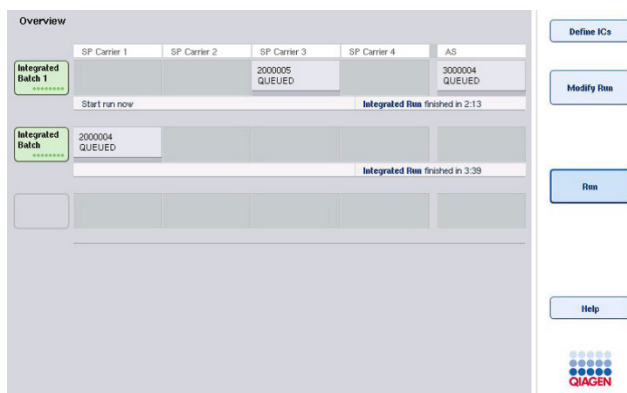 Overview
Define ICs
SP Carrier 1 SP Carrier 2 SP Carrier 3 SP Carrier 4 AS
Integrated
Batch 1
2000005
QUEUED
3000004
QUEUED
Modify Run
Start run now Integrated Run finished in 2:13
Integrated
Batch
2000004
QUEUED
Integrated Run finished in 3:39
Run
Help
QIAGEN